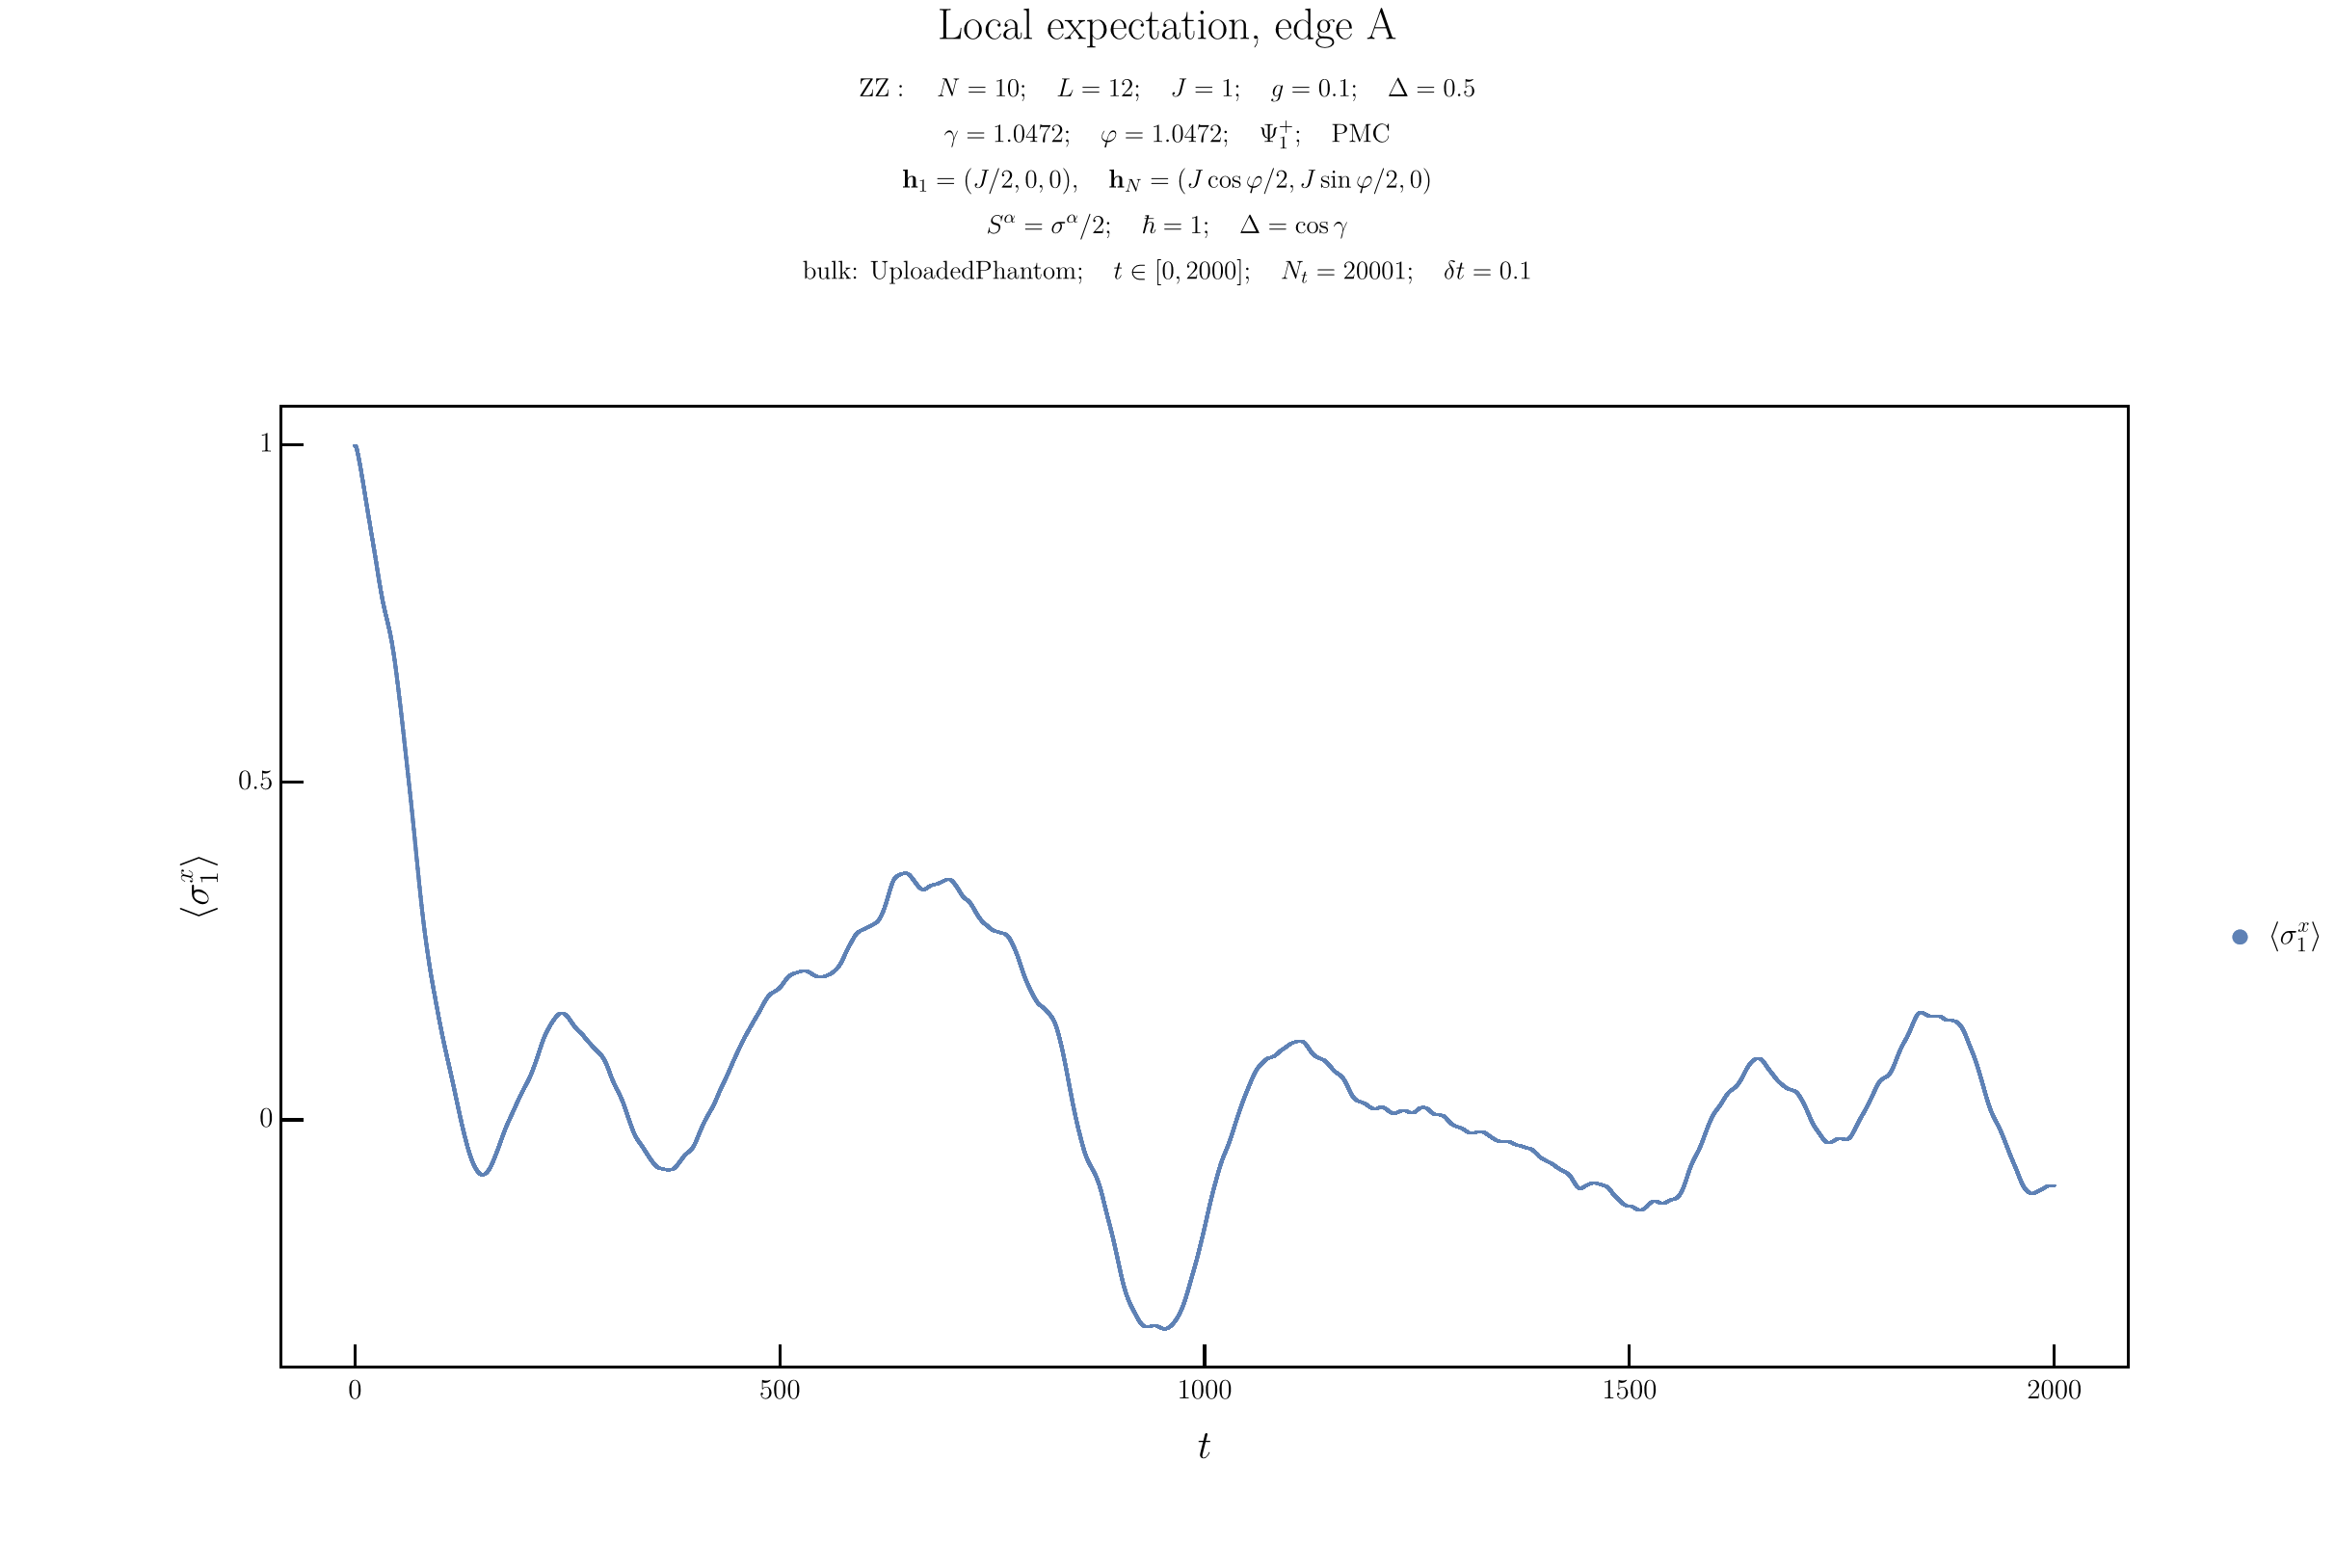 Local expectation, edge A
ZZ : N = 10; L = 12; J = 1; g = 0.1; Δ = 0.5
γ = 1.0472; φ = 1.0472; Ψ₁⁺; PMC
𝐡₁ = (J/2, 0, 0), 𝐡_N = (J cos φ/2, J sin φ/2, 0)
S^α = σ^α/2; ħ = 1; Δ = cos γ
bulk: UploadedPhantom; t ∈ [0, 2000]; N_t = 20001; δt = 0.1
1
0.5
0
⟨σ₁ˣ⟩
⟨σ₁ˣ⟩
0 500 1000 1500 2000
t